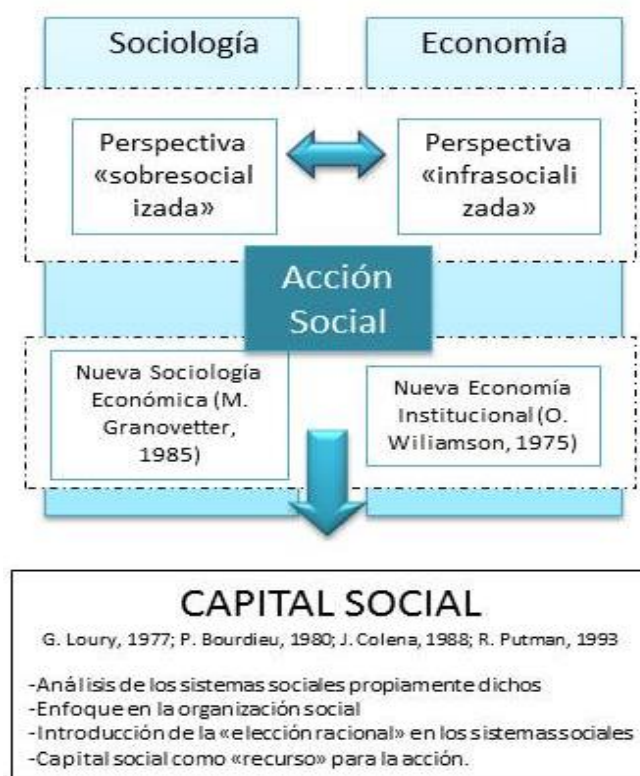 Sociología
Economía
Perspectiva
«sobresocial
izada»
Perspectiva
«infrasociali
zada»
Acción
Social
Nueva Sociología
Económica (M.
Granovetter,
1985)
Nueva Economía
Institucional (O.
Wiliamson, 1975)
CAPITAL SOCIAL
G. Loury, 1977; P. Bourdieu, 1980; J. Colena, 1988; R. Putman, 1993
-Análisis de los sistemas sociales propiamente dichos
-Enfoque en la organización social
-Introducción de la «elección racional» en los sistemas sociales
-Capital social como «recurso» para la acción.